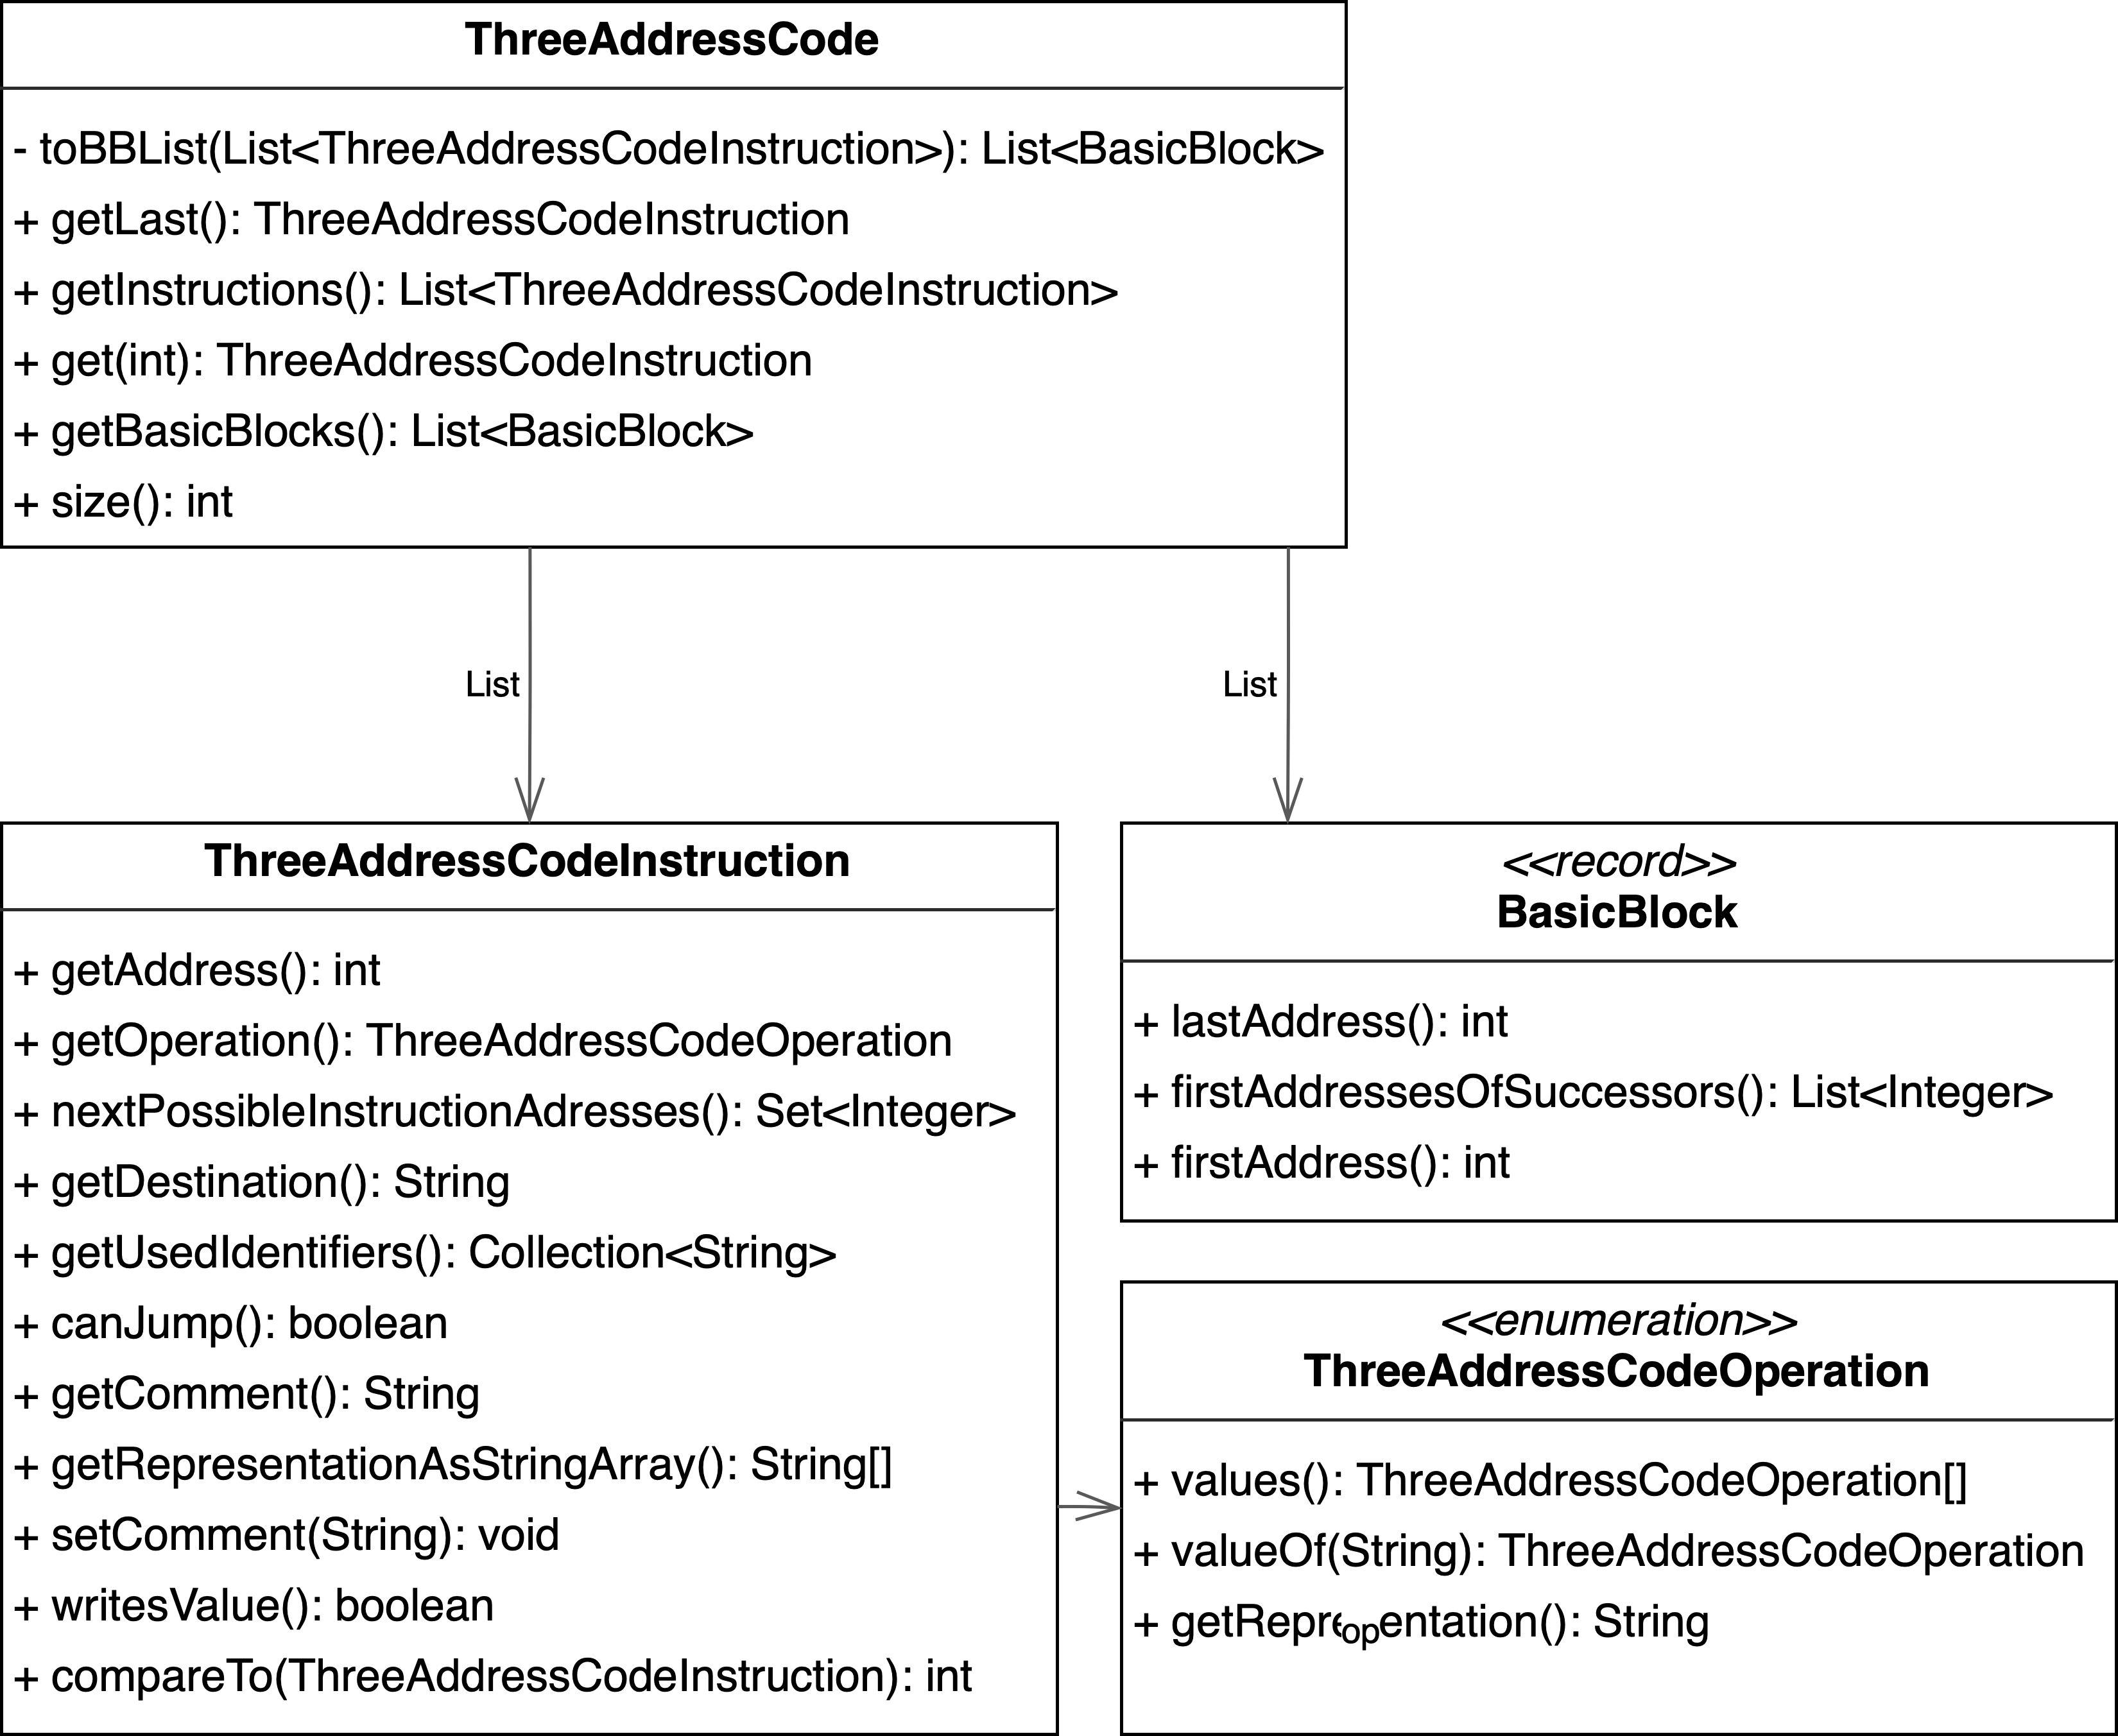 ThreeAddressCode
- toBBList(List<ThreeAddressCodeInstruction>): List<BasicBlock>
+ getLast(): ThreeAddressCodeInstruction
+ getInstructions(): List<ThreeAddressCodeInstruction>
+ get(int): ThreeAddressCodeInstruction
+ getBasicBlocks(): List<BasicBlock>
+ size(): int
List
List
ThreeAddressCodeInstruction
+ getAddress(): int
+ getOperation(): ThreeAddressCodeOperation
+ nextPossibleInstructionAdresses(): Set<Integer>
+ getDestination(): String
+ getUsedIdentifiers(): Collection<String>
+ canJump(): boolean
+ getComment(): String
+ getRepresentationAsStringArray(): String[]
+ setComment(String): void
+ writesValue(): boolean
+ compareTo(ThreeAddressCodeInstruction): int
<<record>>
BasicBlock
+ lastAddress(): int
+ firstAddressesOfSuccessors(): List<Integer>
+ firstAddress(): int
<<enumeration>>
ThreeAddressCodeOperation
+ values(): ThreeAddressCodeOperation[]
+ valueOf(String): ThreeAddressCodeOperation
+ : String
op